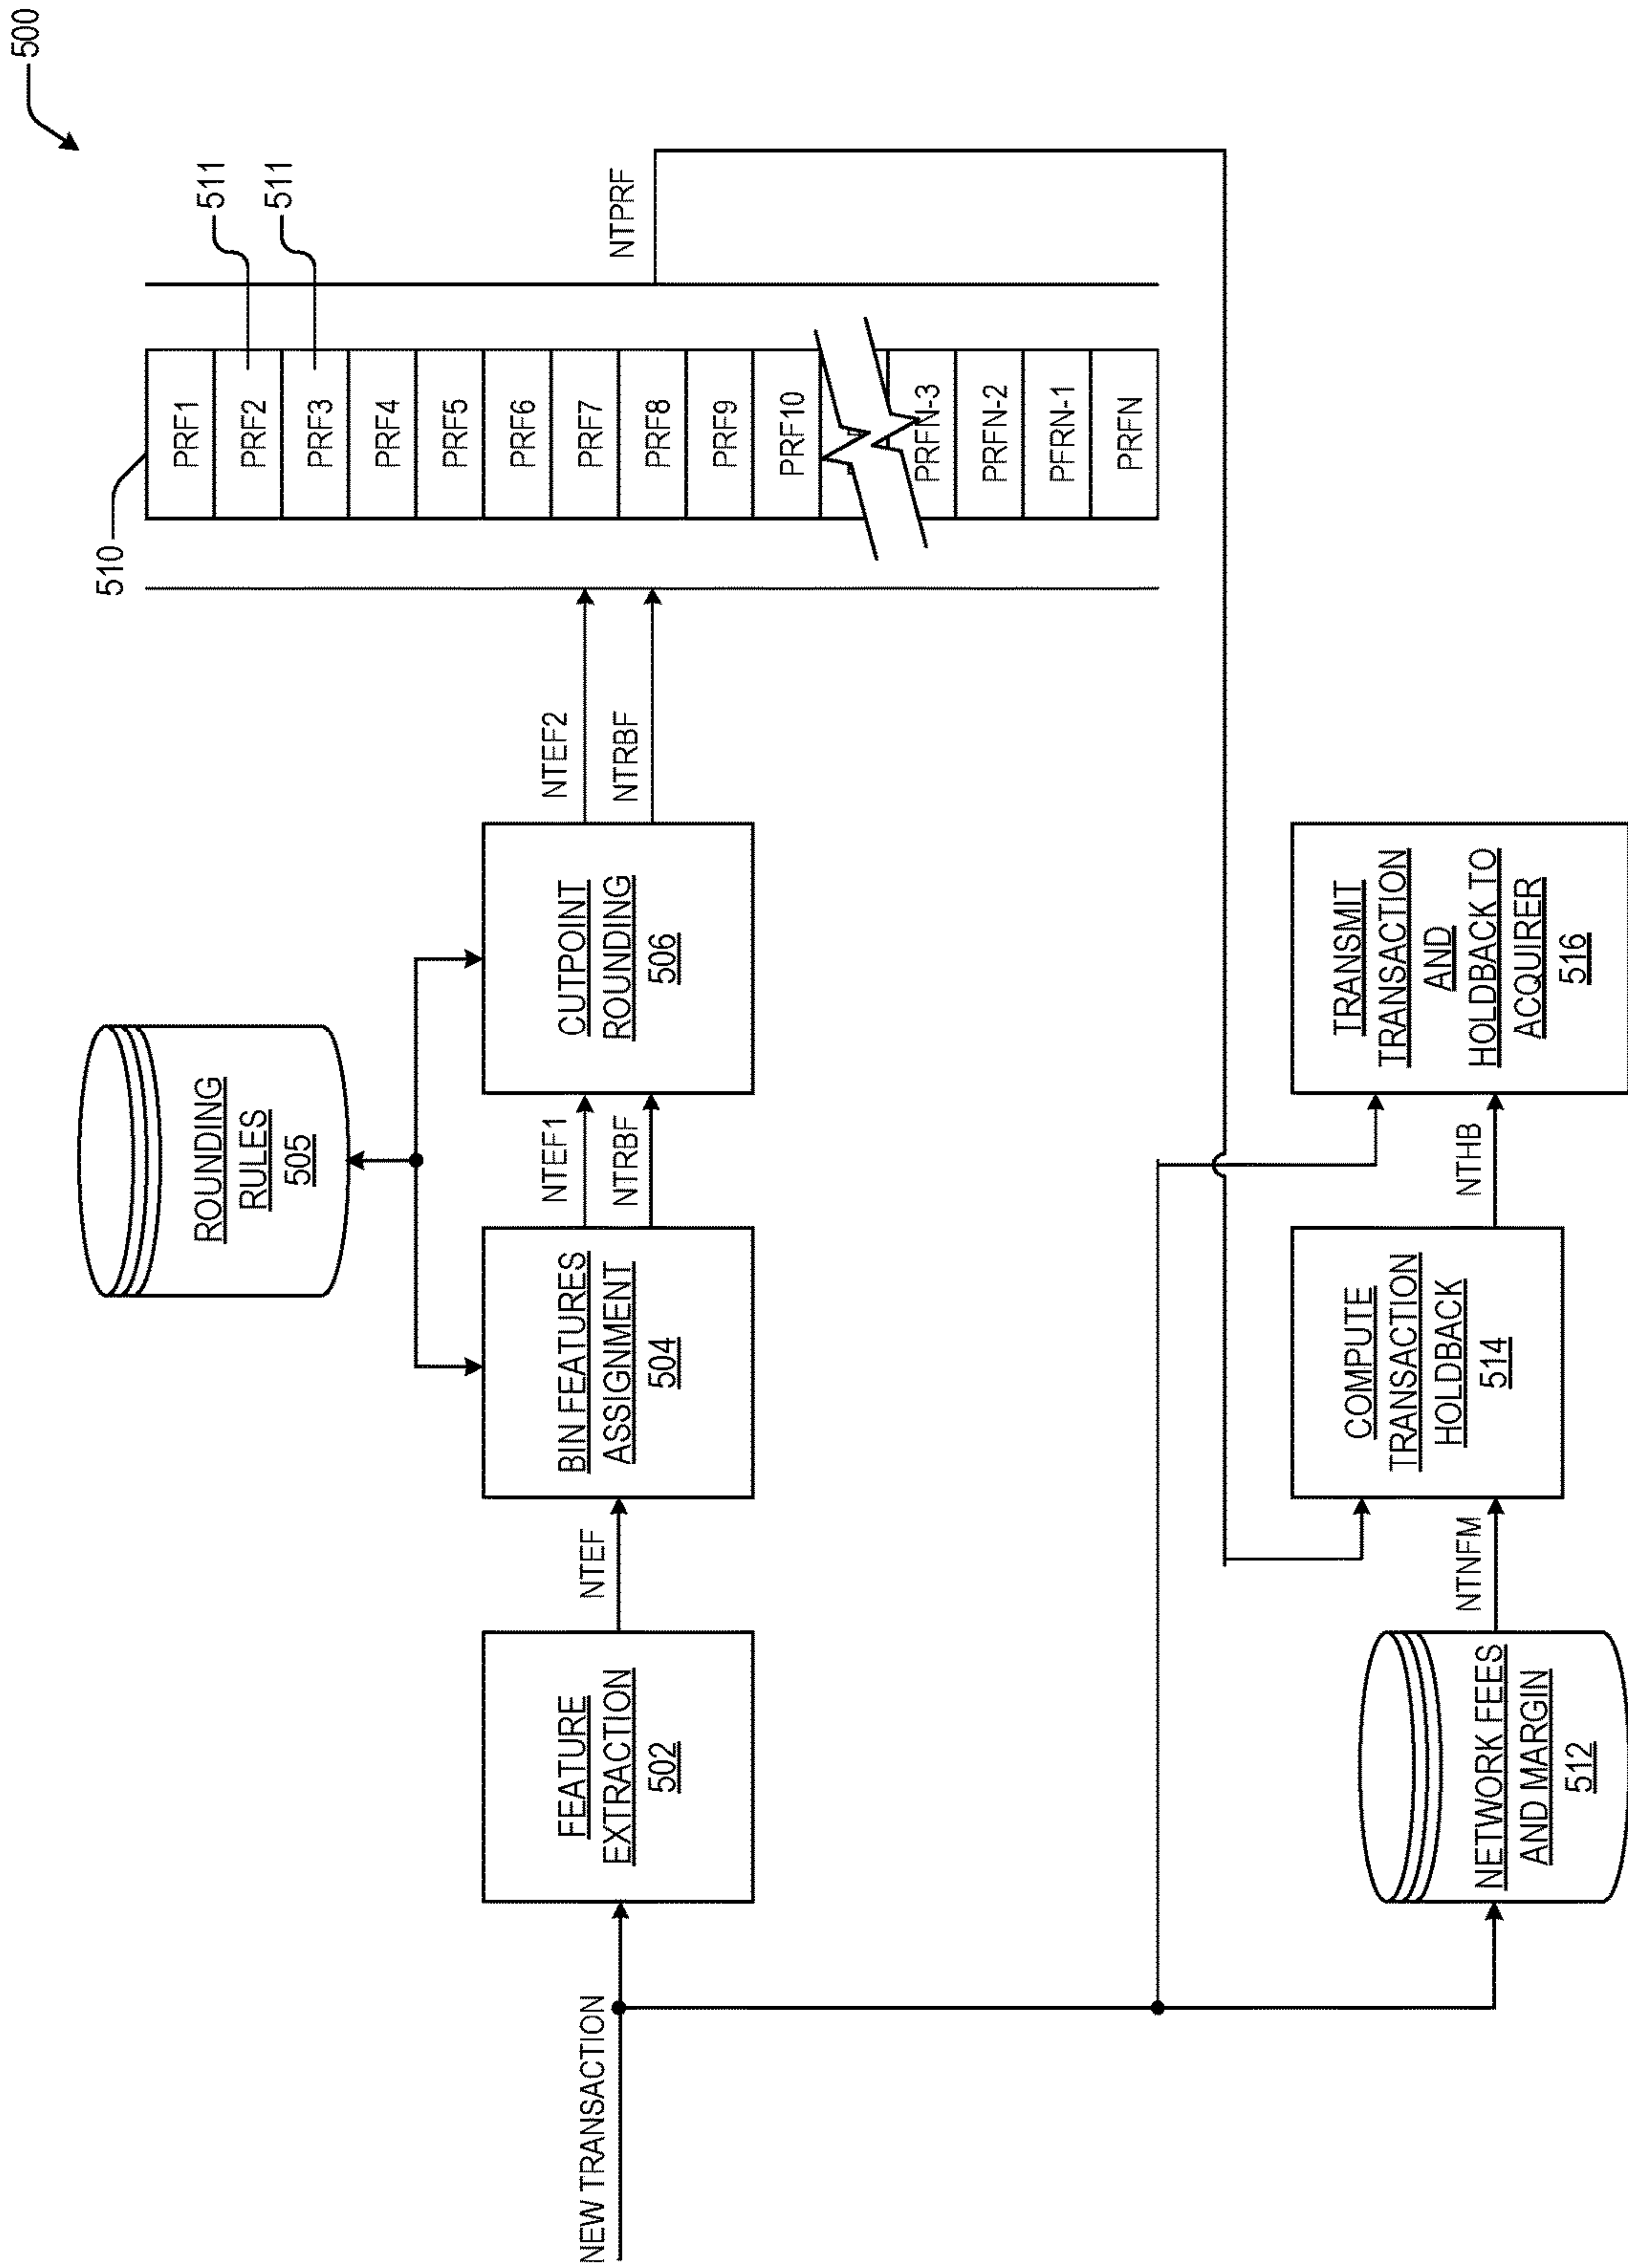 500
511
511
510
PRF1
PRF2
PRF3
PRF4
PRF5
PRF6
PRF7
PRF8
PRF9
PRF10
PRFN-3
PRFN-2
PFRN-1
PRFN
NTPRF
ROUNDING
RULES
505
NEW TRANSACTION
FEATURE
EXTRACTION
502
NTEF
BIN FEATURES
ASSIGNMENT
504
NTEF1
NTRBF
CUTPOINT
ROUNDING
506
NTEF2
NTRBF
NETWORK FEES
AND MARGIN
512
NTNFM
COMPUTE
TRANSACTION
HOLDBACK
514
NTHB
TRANSMIT
TRANSACTION
AND
HOLDBACK TO
ACQUIRER
516